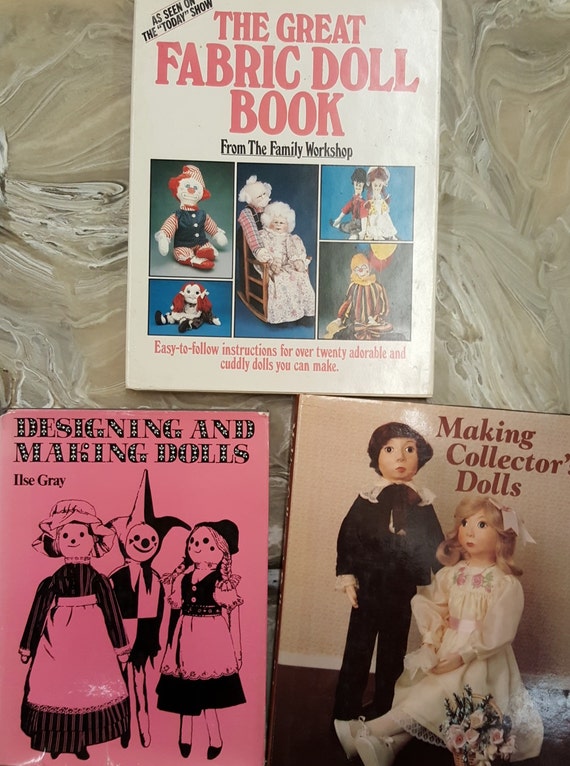 AS SEEN ON
THE "TODAY" SHOW
THE GREAT
FABRIC DOLL
BOOK
From The Family Workshop
Easy-to-follow instructions for over twenty adorable and
cuddly dolls you can make.
DESIGNING AND
MAKING DOLLS
Ilse Gray
Making
Collector's
Dolls